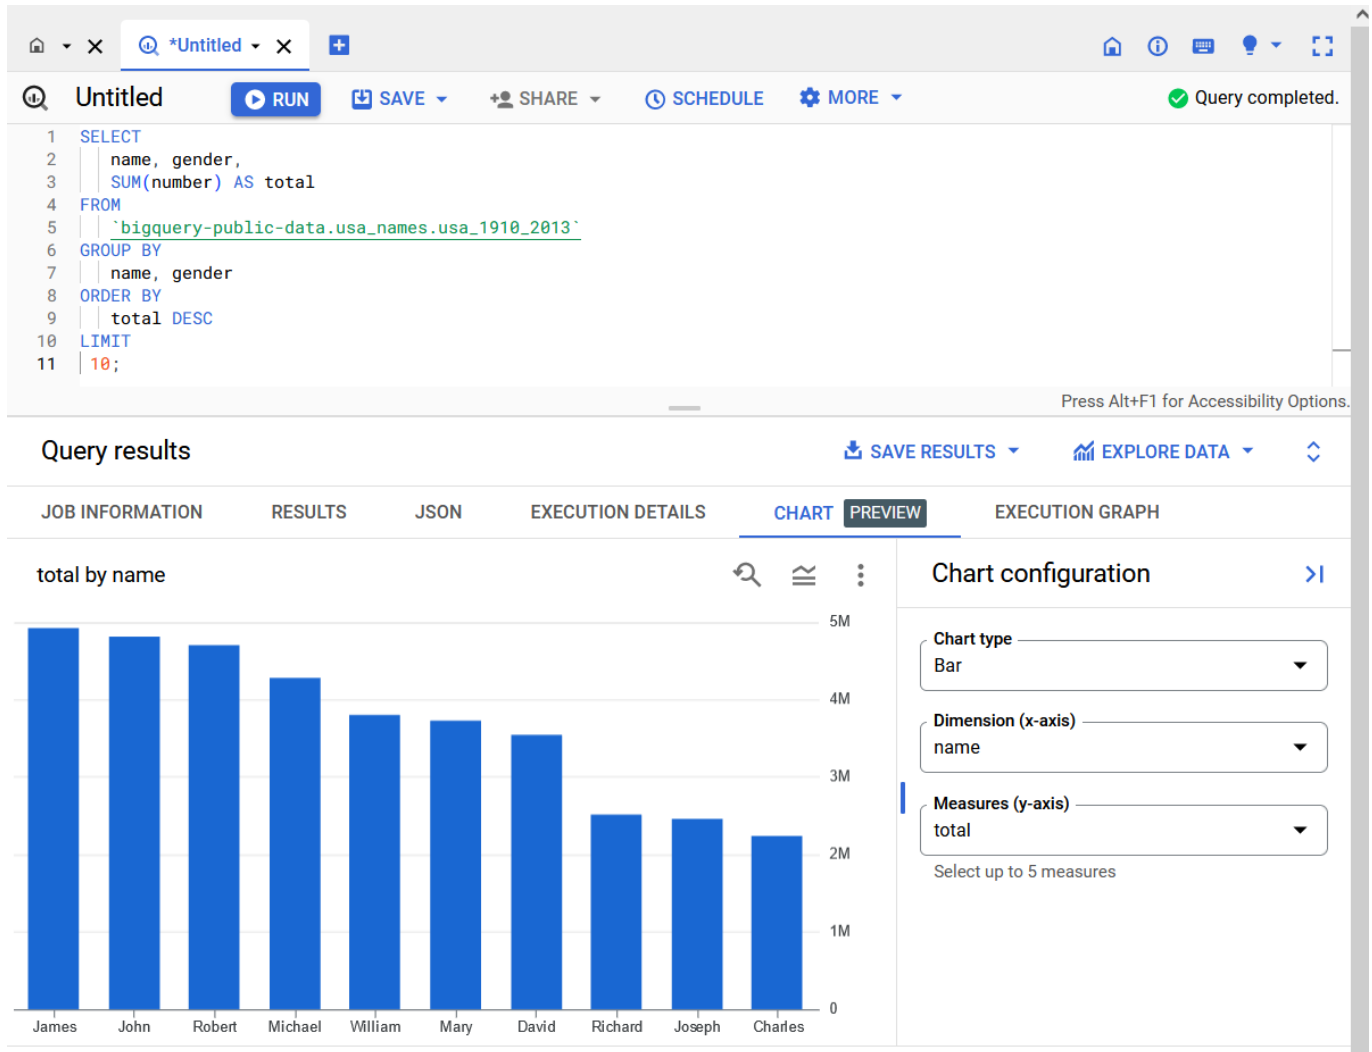 *Untitled
Untitled RUN SAVE SHARE SCHEDULE MORE Query completed.
1 SELECT
2 name, gender,
3 SUM(number) AS total
4 FROM
5 `bigquery-public-data.usa_names.usa_1910_2013`
6 GROUP BY
7 name, gender
8 ORDER BY
9 total DESC
10 LIMIT
11 10;
Press Alt+F1 for Accessibility Options.
Query results SAVE RESULTS EXPLORE DATA
JOB INFORMATION RESULTS JSON EXECUTION DETAILS CHART PREVIEW EXECUTION GRAPH
total by name
5M
4M
3M
2M
1M
0
James John Robert Michael William Mary David Richard Joseph Charles
Chart configuration
Chart type
Bar
Dimension (x-axis)
name
Measures (y-axis)
total
Select up to 5 measures